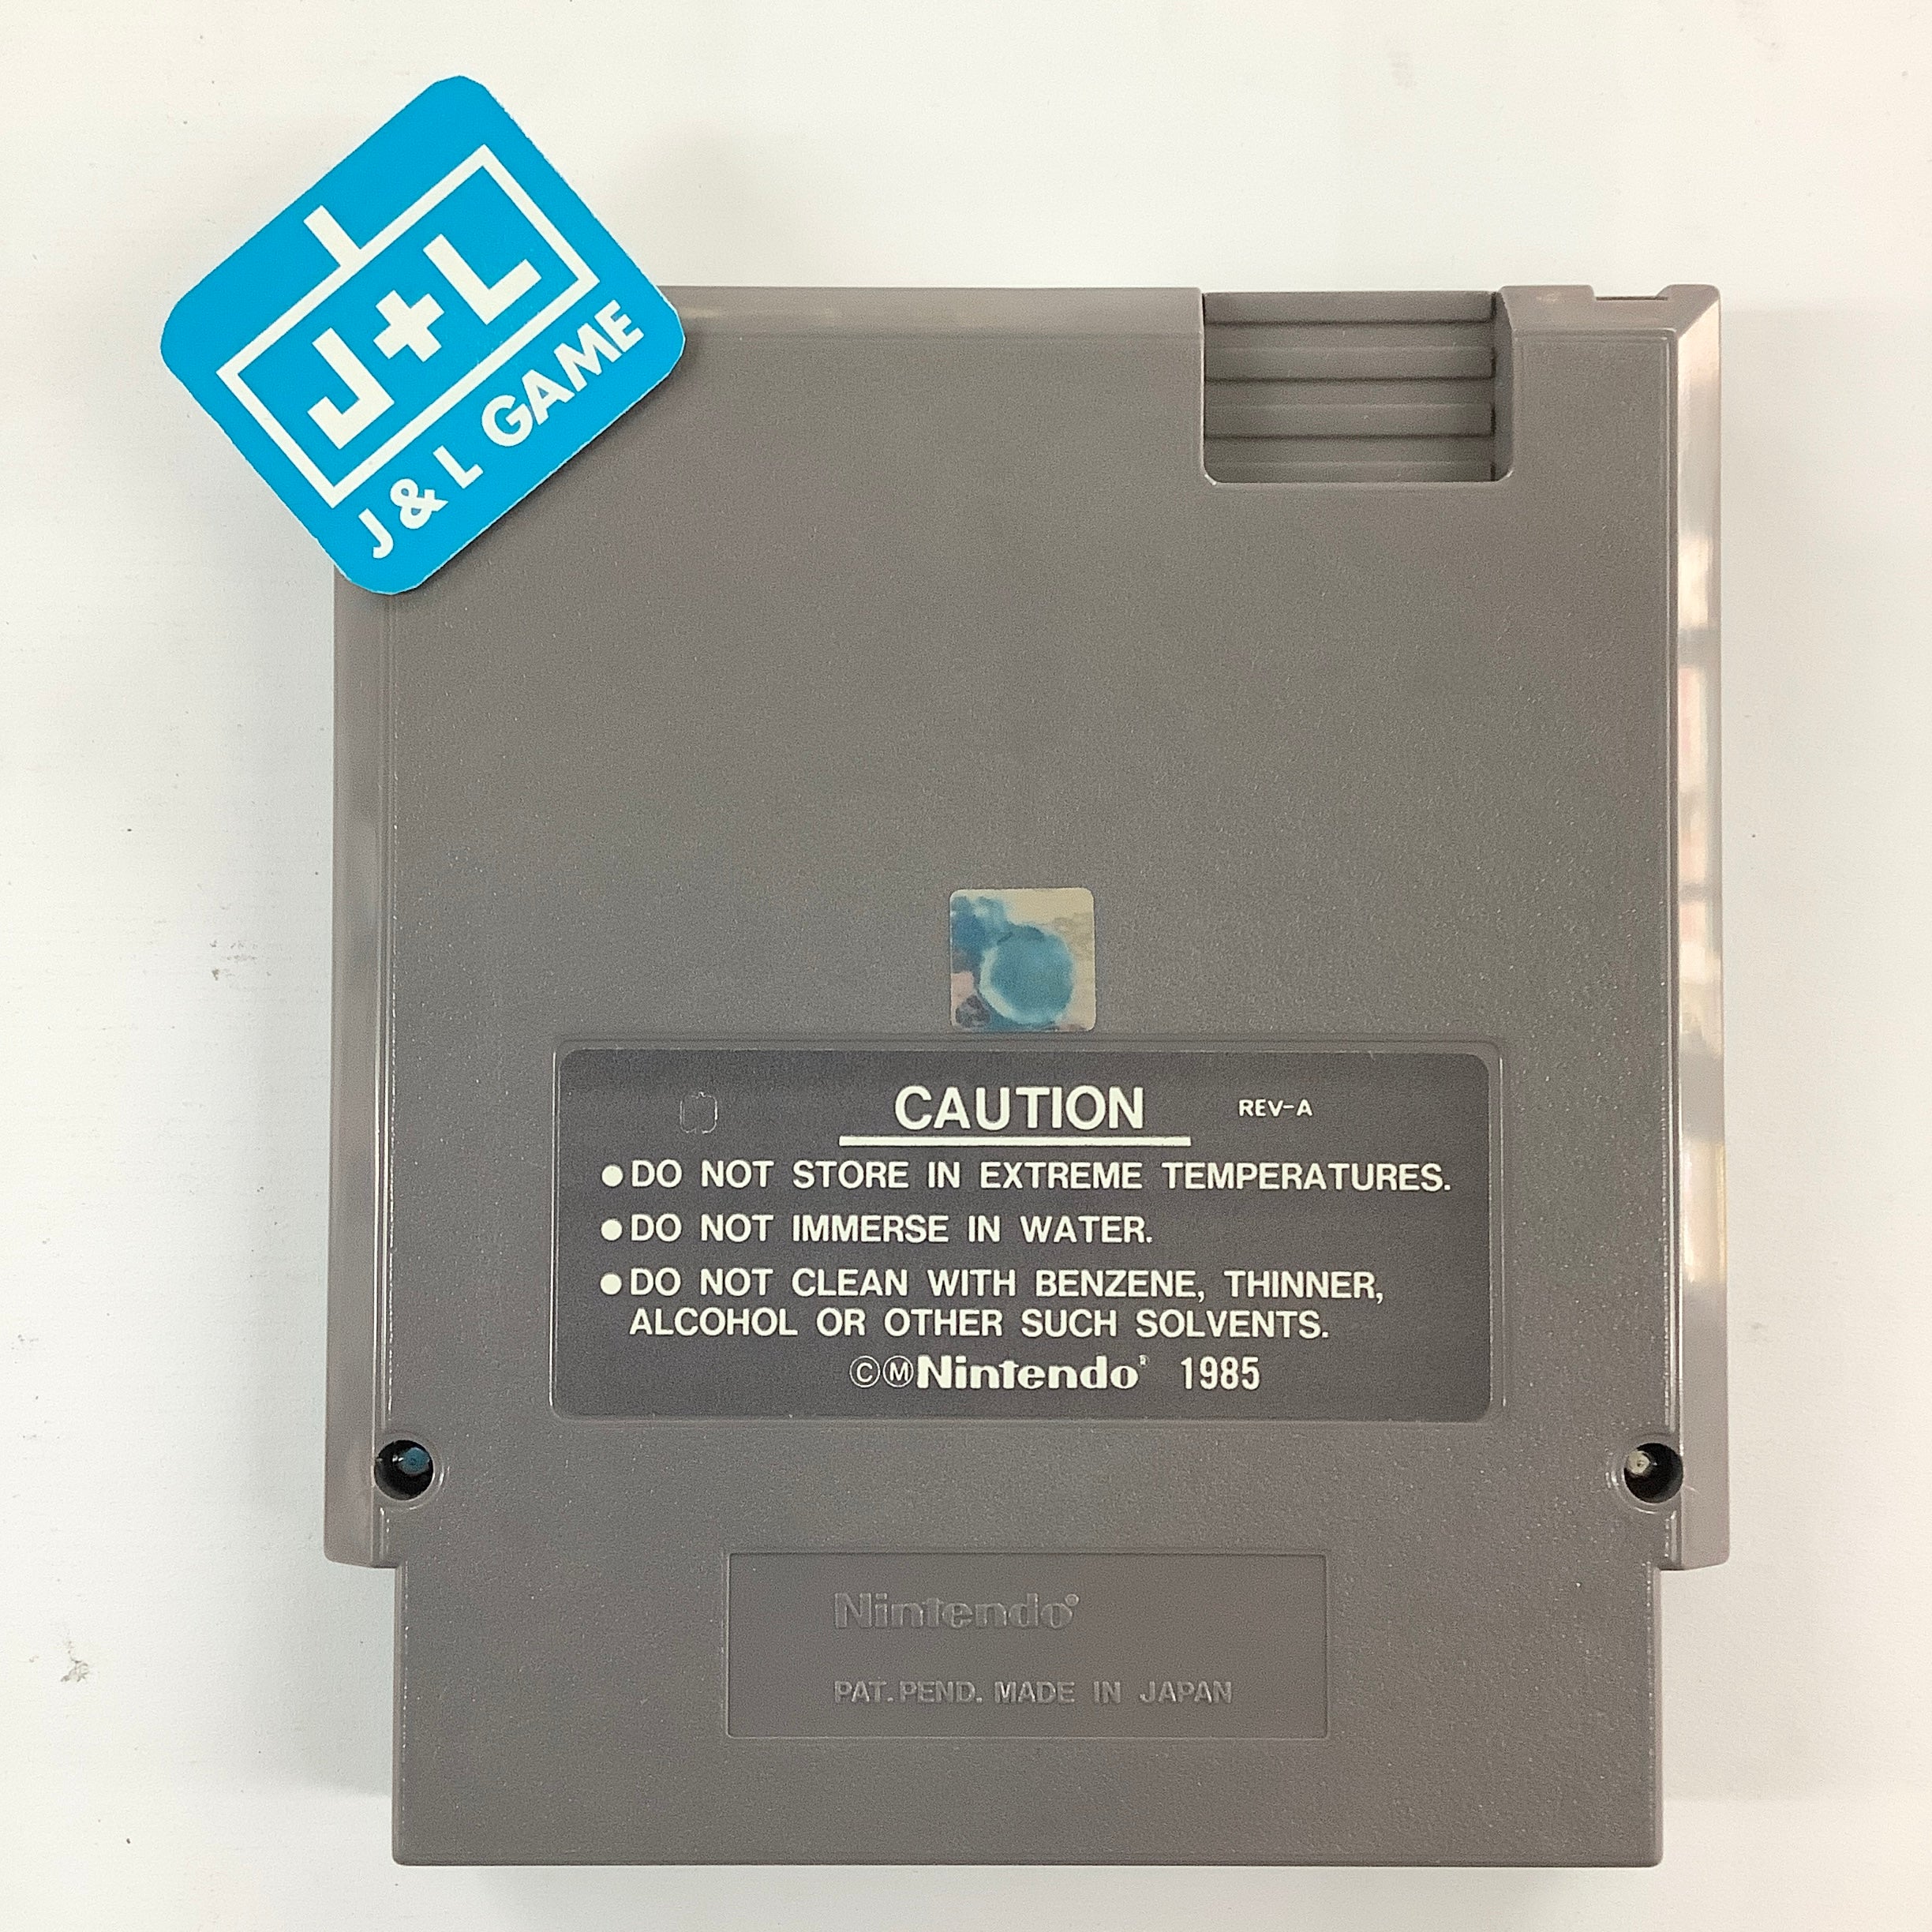 J+L
J & L GAME
CAUTION REV-A
●DO NOT STORE IN EXTREME TEMPERATURES.
●DO NOT IMMERSE IN WATER.
●DO NOT CLEAN WITH BENZENE, THINNER,
ALCOHOL OR OTHER SUCH SOLVENTS.
ⒸⓂNintendo® 1985
Nintendo®
PAT. PEND. MADE IN JAPAN